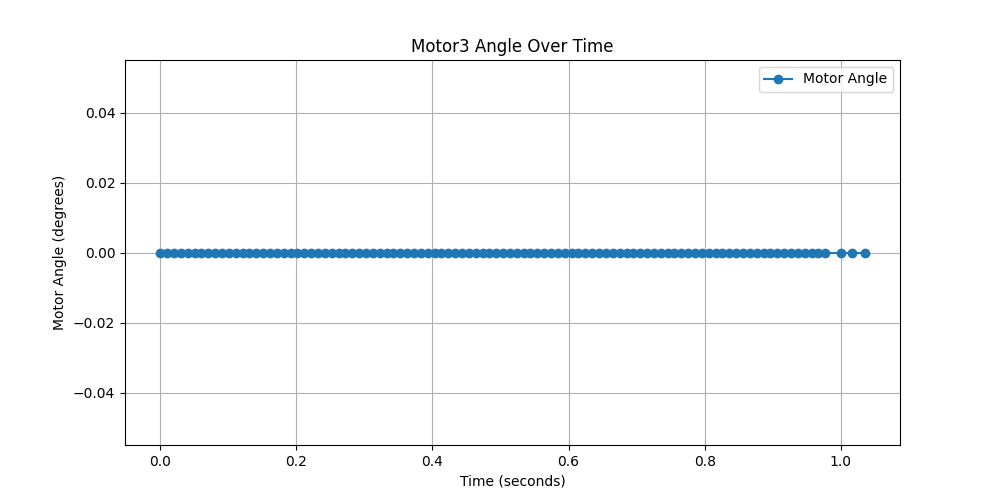 Motor3 Angle Over Time
Motor Angle
0.04
0.02
0.00
−0.02
−0.04
Motor Angle (degrees)
0.0 0.2 0.4 0.6 0.8 1.0
Time (seconds)